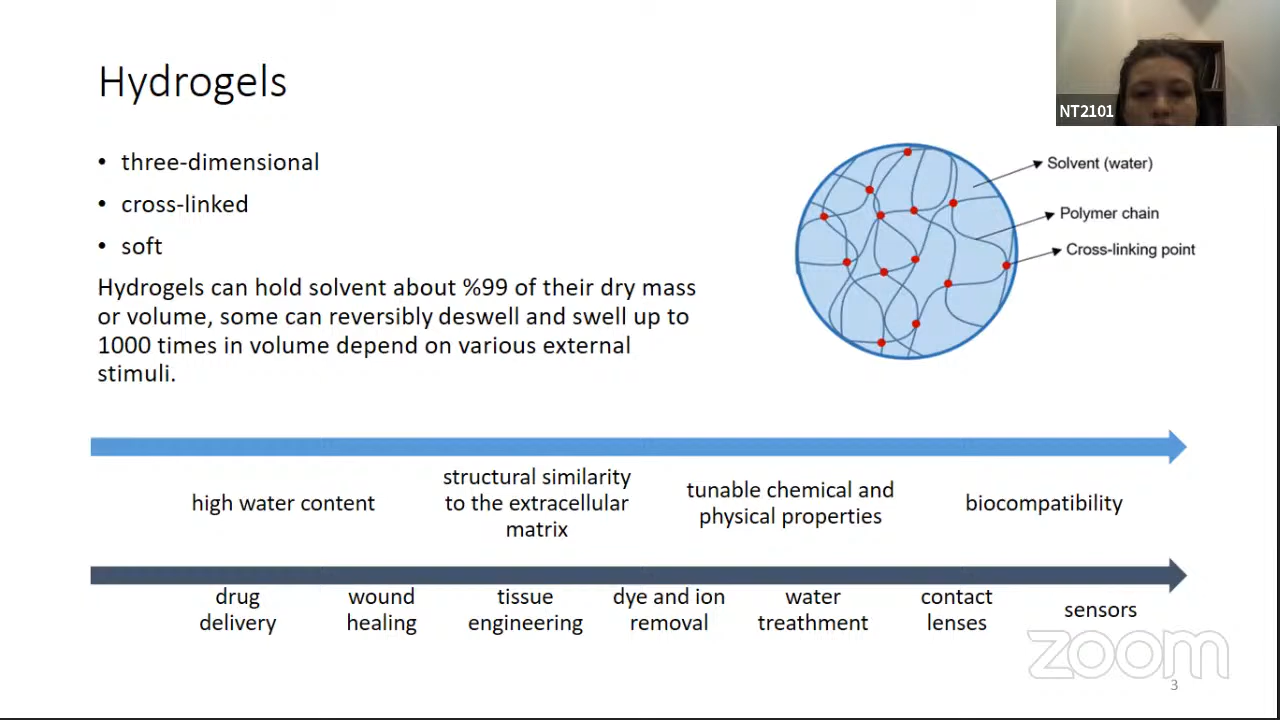 Hydrogels
NT2101
• three-dimensional
• cross-linked
• soft
Hydrogels can hold solvent about %99 of their dry mass
or volume, some can reversibly deswell and swell up to
1000 times in volume depend on various external
stimuli.
Solvent (water)
Polymer chain
Cross-linking point
high water content
structural similarity
to the extracellular
matrix
tunable chemical and
physical properties
biocompatibility
drug
delivery
wound
healing
tissue
engineering
dye and ion
removal
water
treathment
contact
lenses
sensors
zoom
3